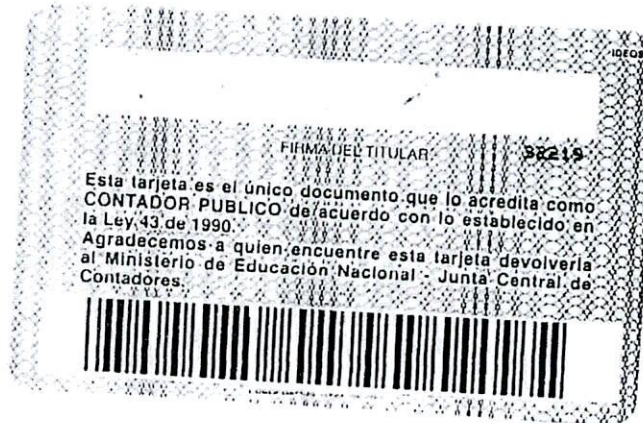 FIRMA DEL TITULAR 32219
Esta tarjeta es el único documento que lo acredita como
CONTADOR PUBLICO de acuerdo con lo establecido en
la Ley 43 de 1990.
Agradecemos a quien encuentre esta tarjeta devolverla
al Ministerio de Educación Nacional - Junta Central de
Contadores.